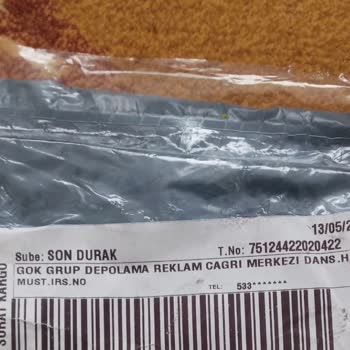 13/05/2
Şube: SON DURAK T.No: 75124422020422
GOK GRUP DEPOLAMA REKLAM CAGRI MERKEZI DANS.H
MUST.IRS.NO TEL: 533*******
SURAT KARGO